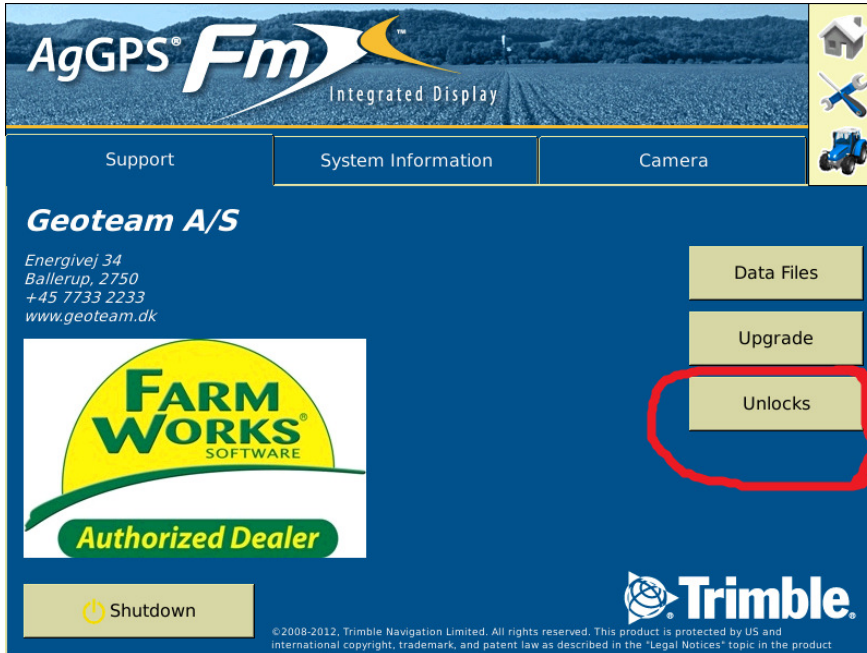 AgGPS® Fmx™
Integrated Display
Support System Information Camera
Geoteam A/S
Energivej 34
Ballerup, 2750
+45 7733 2233
www.geoteam.dk
Data Files
Upgrade
Unlocks
FARM
WORKS®
SOFTWARE
Authorized Dealer
Shutdown
Trimble®
©2008-2012, Trimble Navigation Limited. All rights reserved. This product is protected by US and
international copyright, trademark, and patent law as described in the "Legal Notices" topic in the product